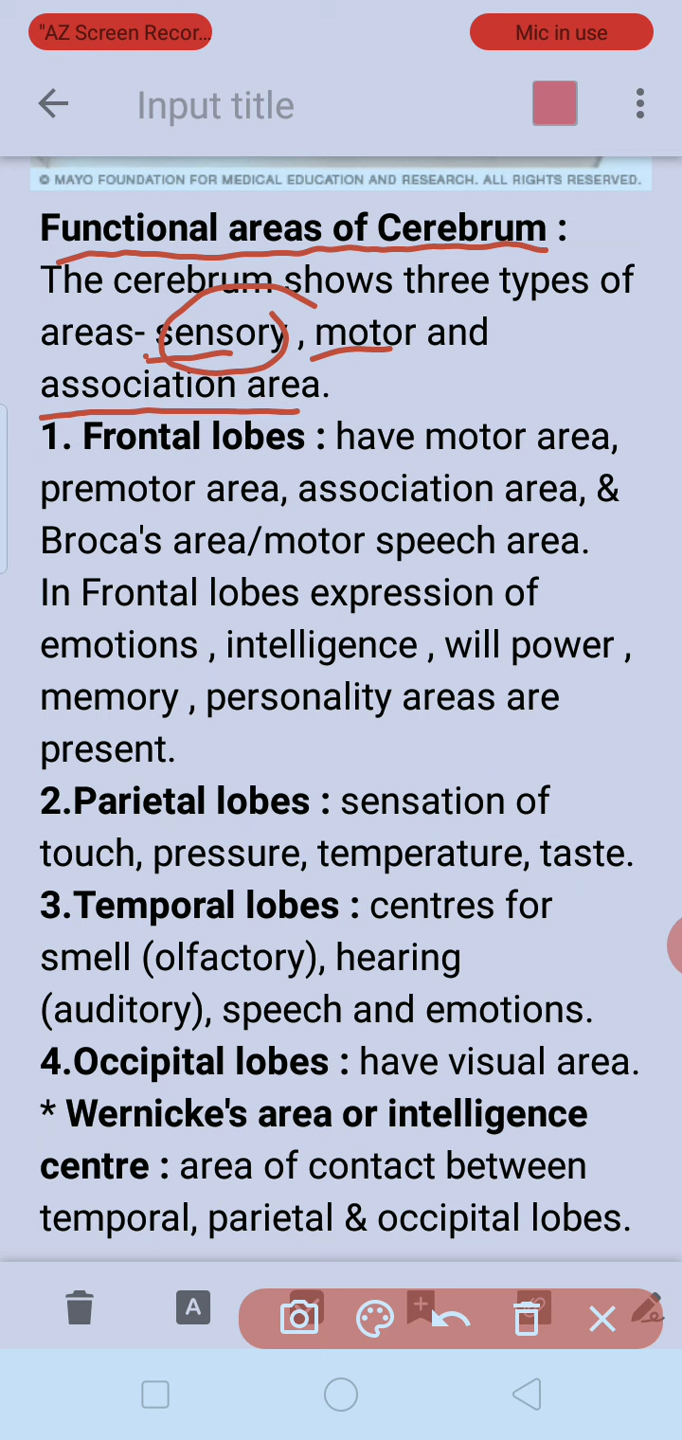 "AZ Screen Recor...
Mic in use
Input title
© MAYO FOUNDATION FOR MEDICAL EDUCATION AND RESEARCH. ALL RIGHTS RESERVED.
Functional areas of Cerebrum :
The cerebrum shows three types of
areas- sensory , motor and
association area.
1. Frontal lobes : have motor area,
premotor area, association area, &
Broca's area/motor speech area.
In Frontal lobes expression of
emotions , intelligence , will power ,
memory , personality areas are
present.
2.Parietal lobes : sensation of
touch, pressure, temperature, taste.
3.Temporal lobes : centres for
smell (olfactory), hearing
(auditory), speech and emotions.
4.Occipital lobes : have visual area.
* Wernicke's area or intelligence
centre : area of contact between
temporal, parietal & occipital lobes.
A